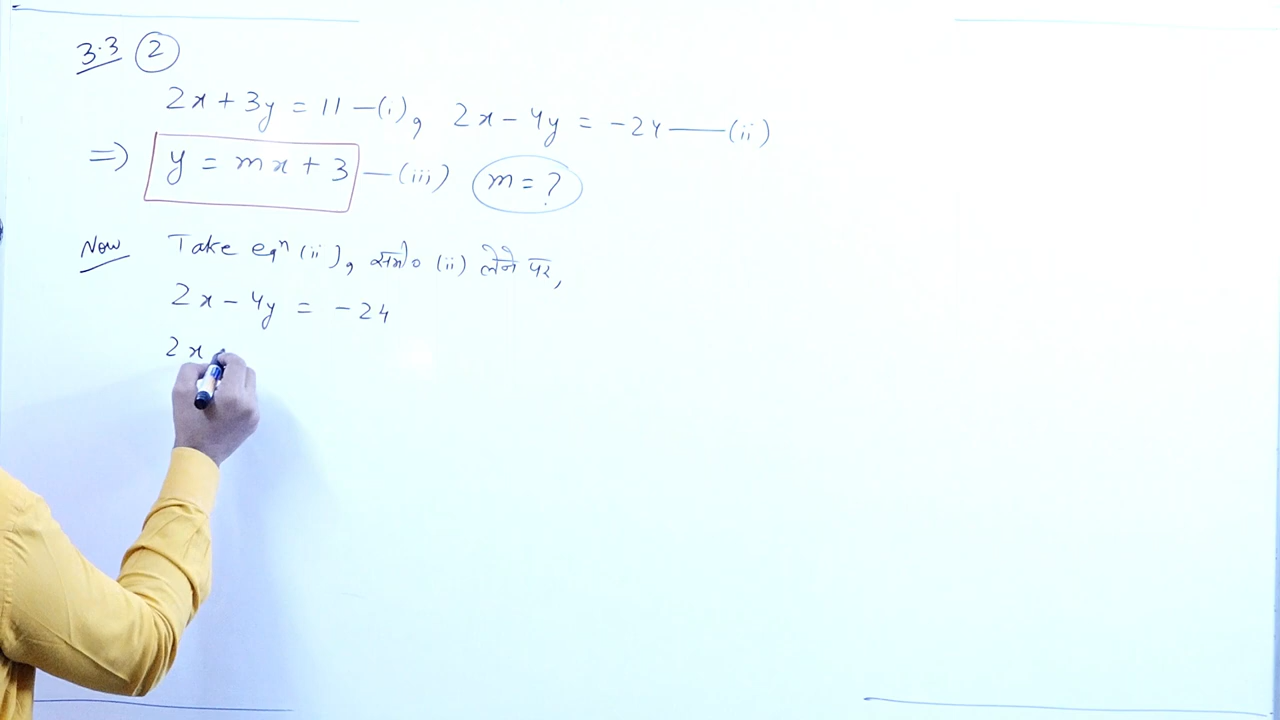 3.3 2
2x + 3y = 11 —(i), 2x - 4y = -24 ——(ii)
=> y = mx + 3 —(iii) m = ?
Now Take eqⁿ (ii), समी० (ii) लेने पर,
2x - 4y = -24
2x